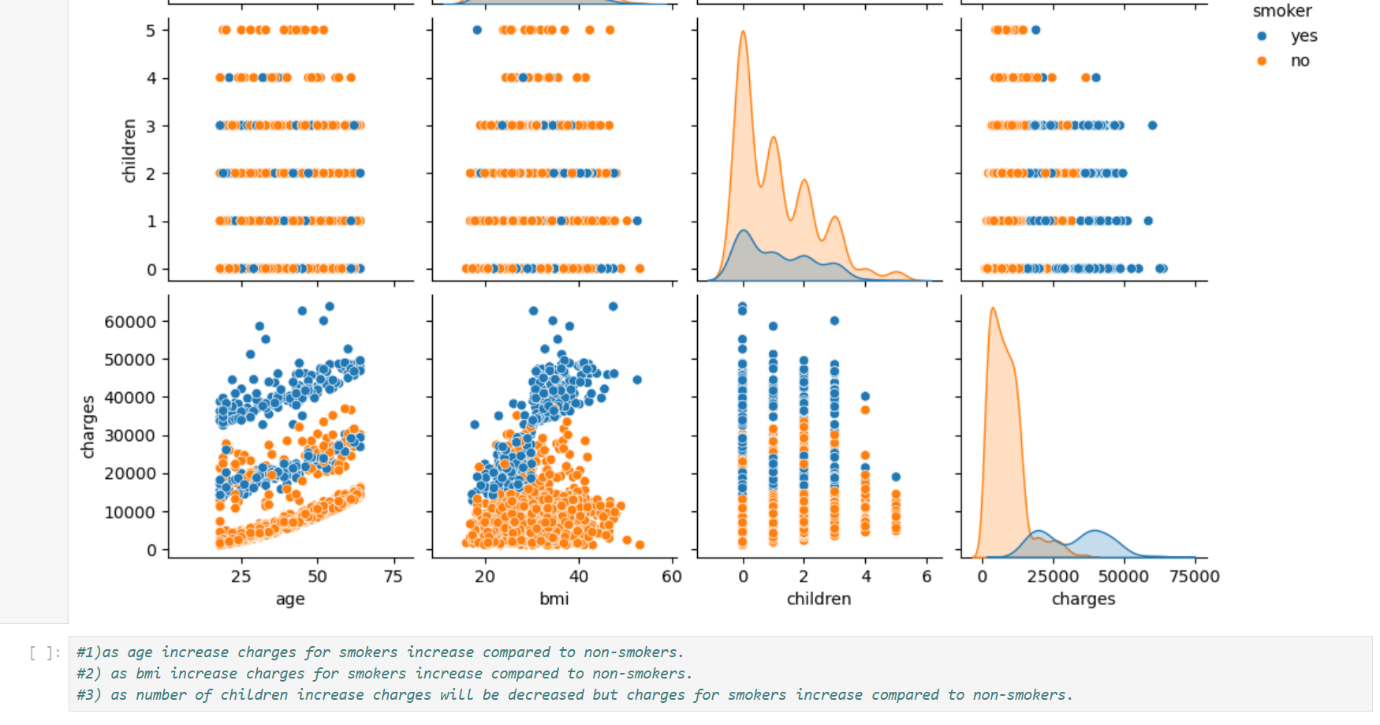 smoker
yes
no
5
4
3
2
1
0
children
60000
50000
40000
30000
20000
10000
0
charges
25 50 75
age
20 40 60
bmi
0 2 4 6
children
0 25000 50000 75000
charges
[ ]:
#1)as age increase charges for smokers increase compared to non-smokers.
#2) as bmi increase charges for smokers increase compared to non-smokers.
#3) as number of children increase charges will be decreased but charges for smokers increase compared to non-smokers.